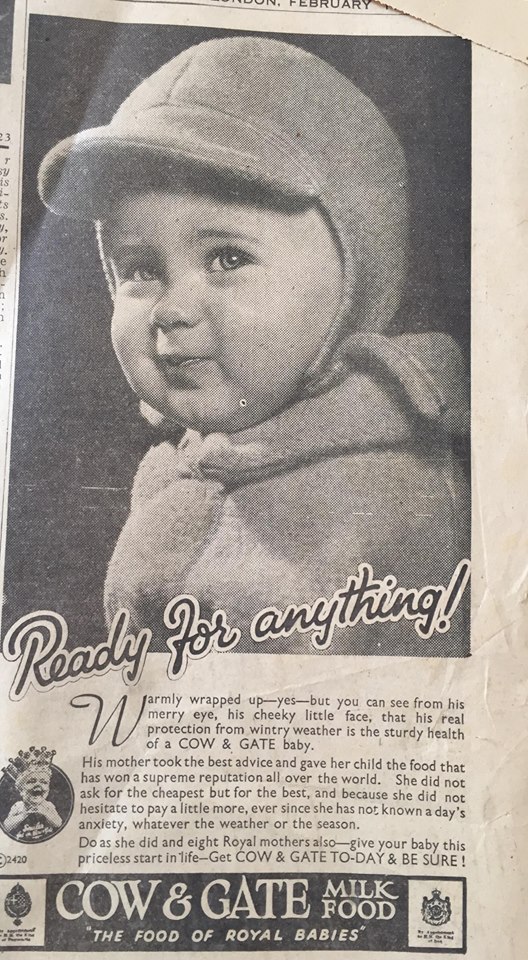 LONDON, FEBRUARY
Ready for anything!
Warmly wrapped up—yes—but you can see from his
merry eye, his cheeky little face, that his real
protection from wintry weather is the sturdy health
of a COW & GATE baby.
His mother took the best advice and gave her child the food that
has won a supreme reputation all over the world. She did not
ask for the cheapest but for the best, and because she did not
hesitate to pay a little more, ever since she has not known a day's
anxiety, whatever the weather or the season.
Do as she did and eight Royal mothers also—give your baby this
priceless start in life—Get COW & GATE TO-DAY & BE SURE!
©2420
COW & GATE MILK
FOOD
"THE FOOD OF ROYAL BABIES"